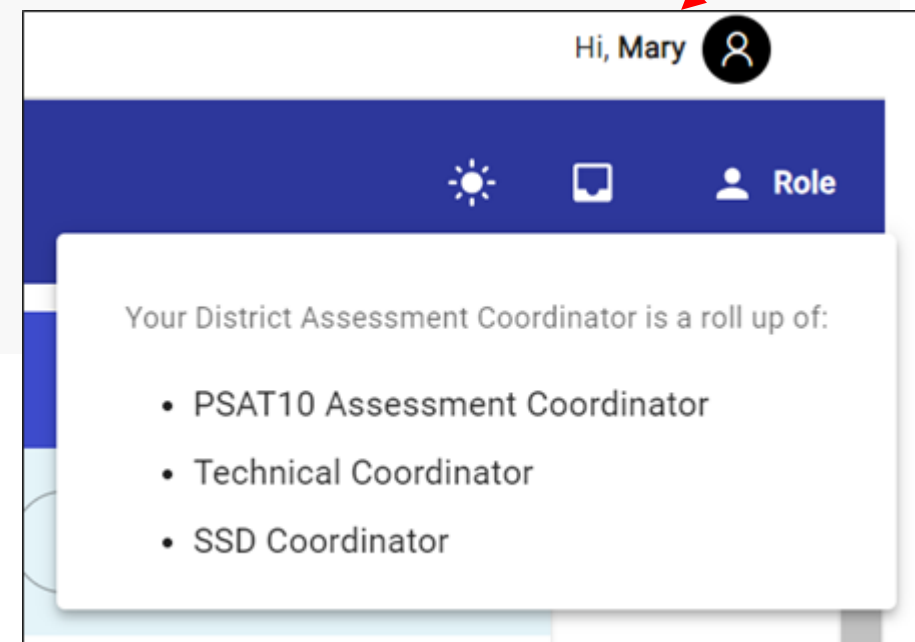 Hi, Mary
Role
Your District Assessment Coordinator is a roll up of:
• PSAT10 Assessment Coordinator
• Technical Coordinator
• SSD Coordinator